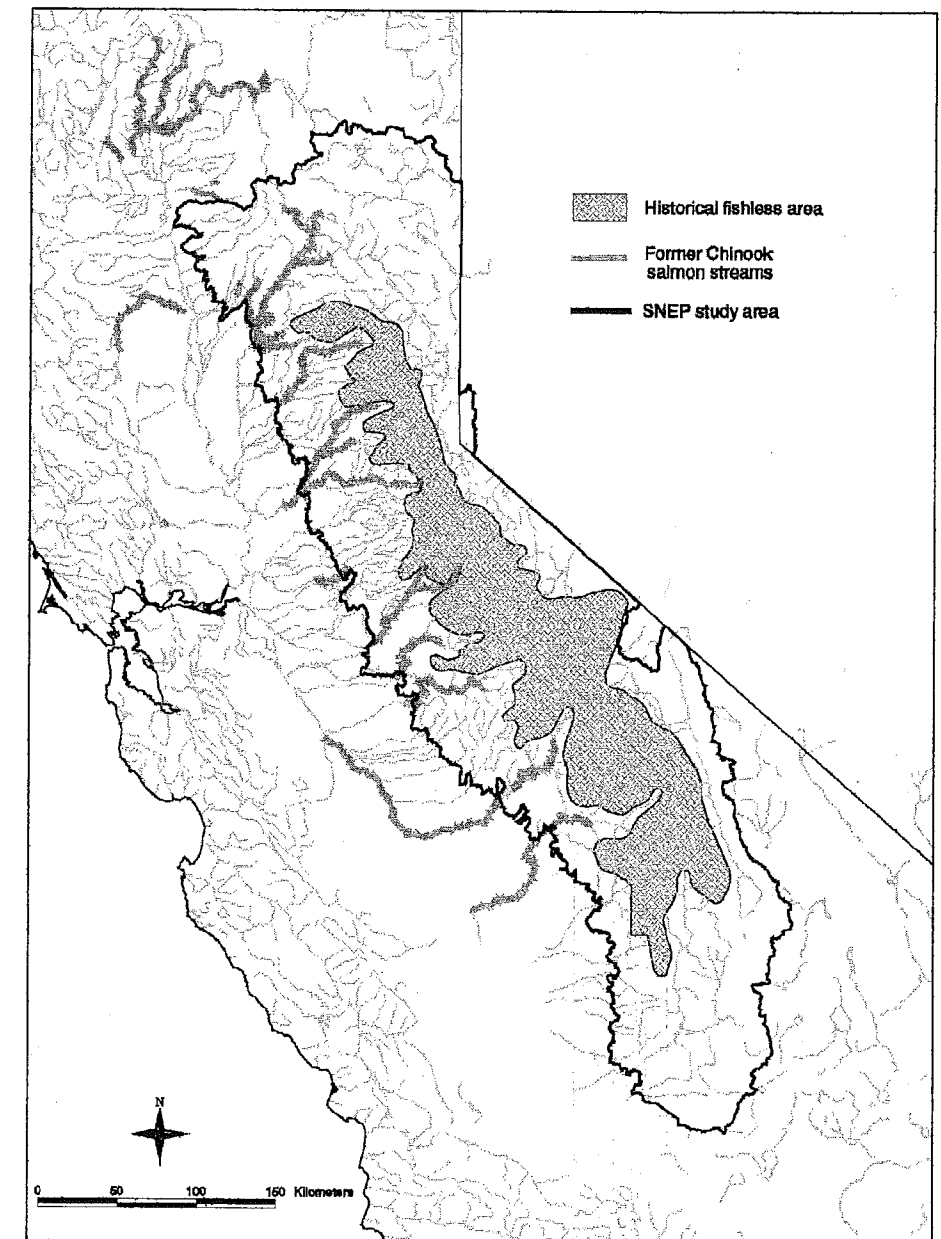 Historical fishless area
Former Chinook
salmon streams
SNEP study area
N
0 50 100 150 Kilometers